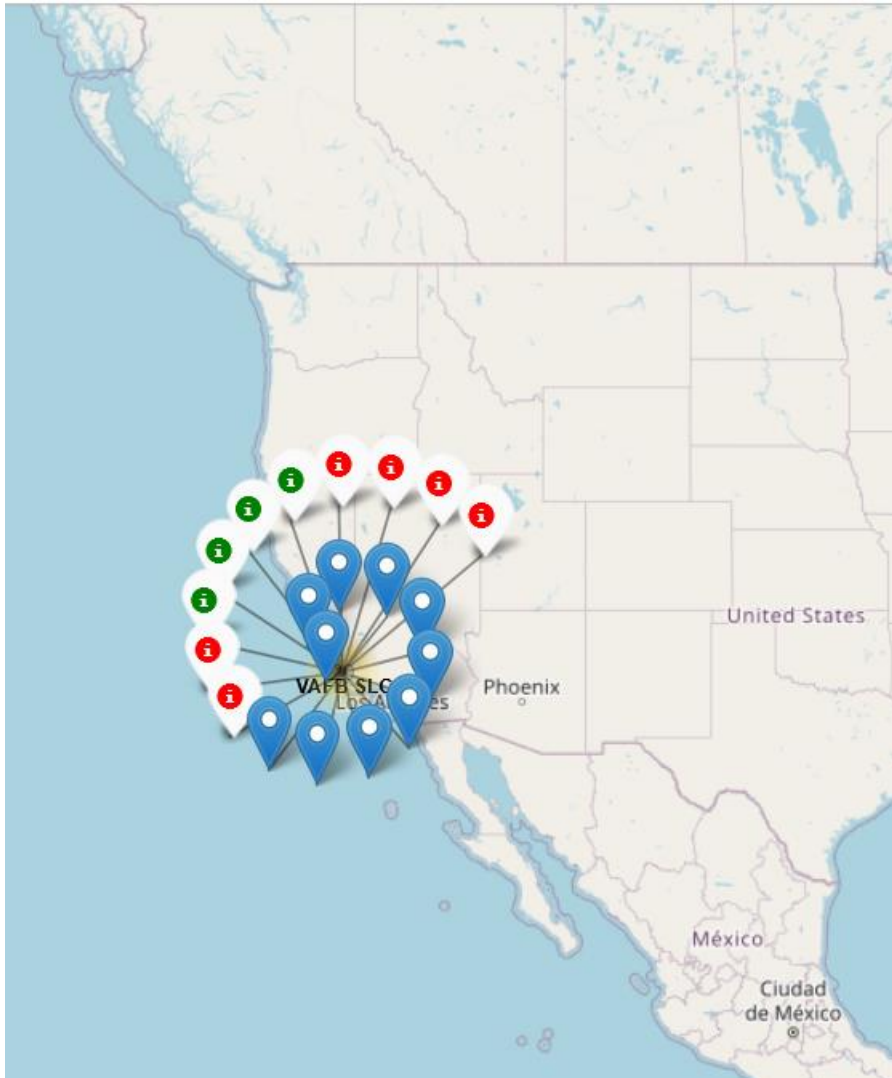 United States
VAFB SLC
Phoenix
México
Ciudad
de México